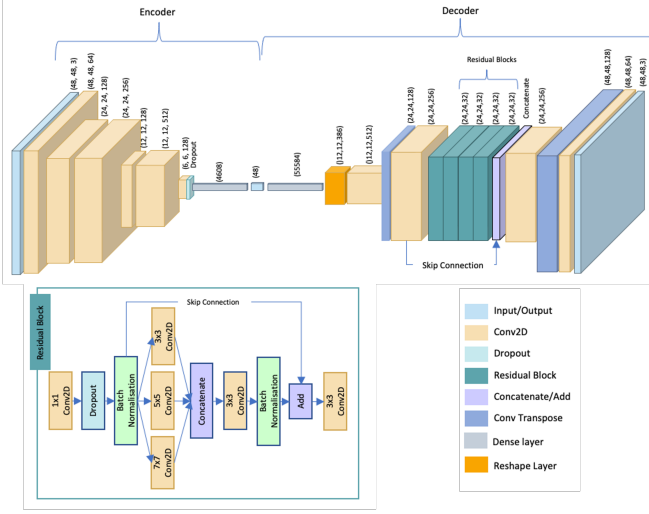 Encoder
Decoder
(48, 48, 3)
(48, 48, 64)
(24, 24, 128)
(24, 24, 256)
(12, 12, 128)
(12, 12, 512)
(6, 6, 128)
Dropout
(4608)
(48)
(55584)
()12,12,386)
()12,12,512)
(24,24,128)
(24,24,256)
Residual Blocks
(24,24,32)
(24,24,32)
(24,24,32)
(24,24,32)
Concatenate
(24,24,256)
(48,48,128)
(48,48,64)
(48,48,3)
Skip Connection
Residual Block
Skip Connection
1x1
Conv2D
Dropout
Batch
Normalisation
3x3
Conv2D
5x5
Conv2D
7x7
Conv2D
Concatenate
3x3
Conv2D
Batch
Normalisation
Add
3x3
Conv2D
Input/Output
Conv2D
Dropout
Residual Block
Concatenate/Add
Conv Transpose
Dense layer
Reshape Layer